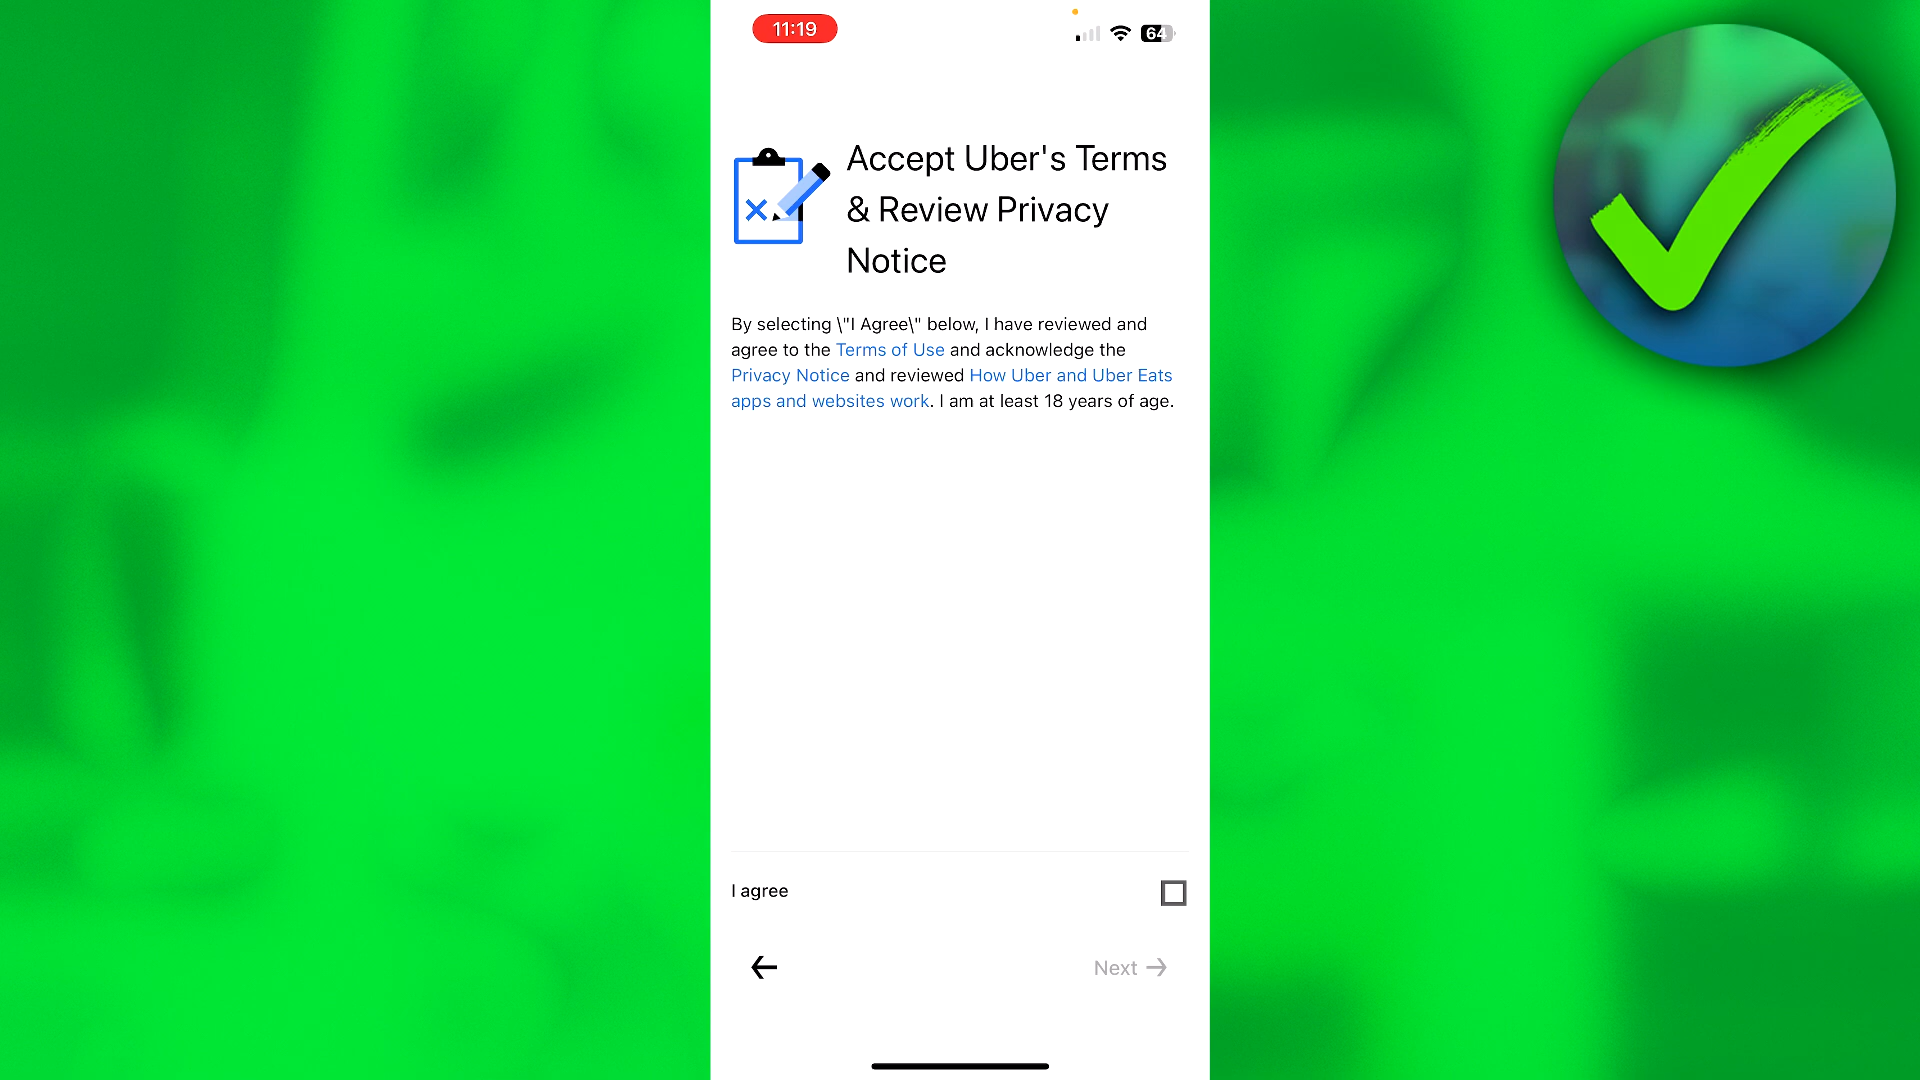 11:19
64
Accept Uber's Terms
& Review Privacy
Notice
By selecting \"I Agree\" below, I have reviewed and
agree to the Terms of Use and acknowledge the
Privacy Notice and reviewed How Uber and Uber Eats
apps and websites work. I am at least 18 years of age.
I agree
Next